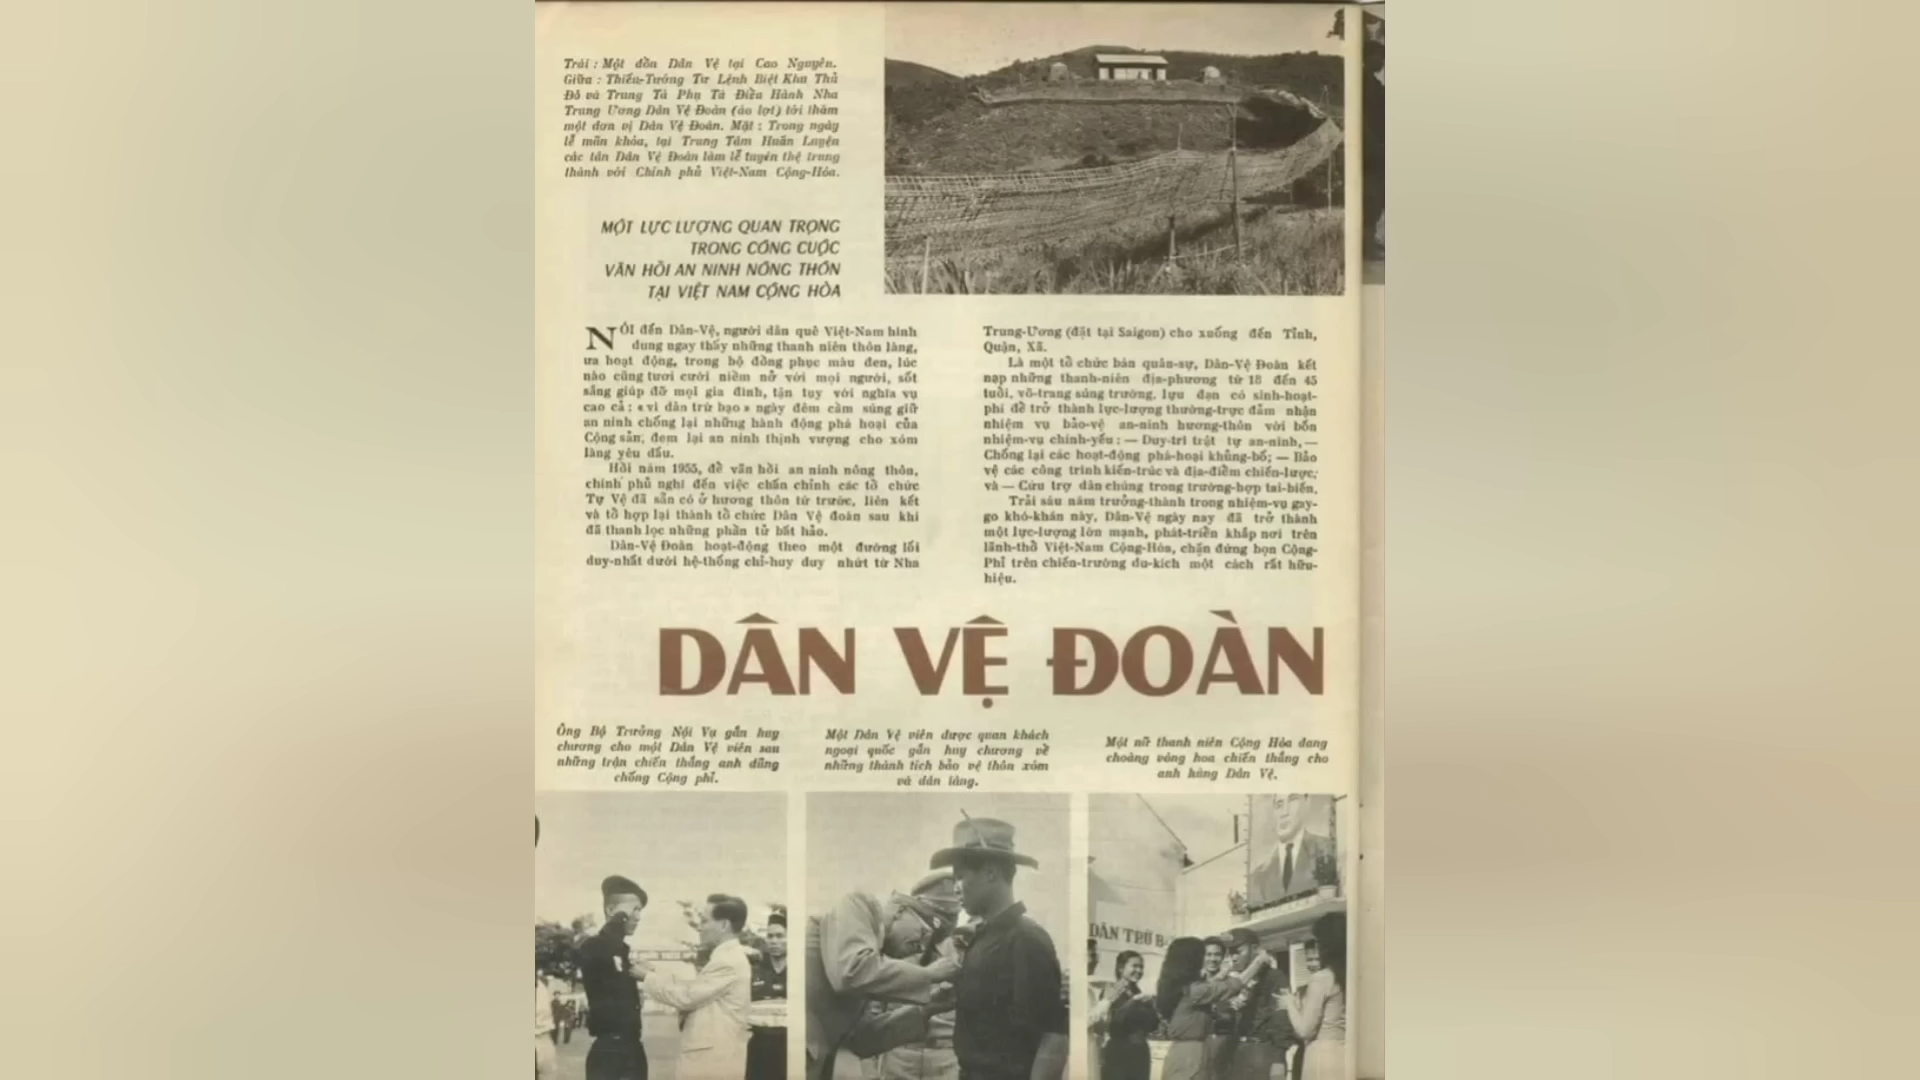 Trái : Một đồn Dân Vệ tại Cao Nguyên.
Giữa : Thiếu-Tướng Tư Lệnh Biệt Khu Thủ
Đô và Trung Tá Phụ Tá Điều Hành Nha
Trung Ương Dân Vệ Đoàn (áo lợt) tới thăm
một đơn vị Dân Vệ Đoàn. Mặt : Trong ngày
lễ mãn khóa, tại Trung Tâm Huấn Luyện
các tân Dân Vệ Đoàn làm lễ tuyên thệ trung
thành với Chính phủ Việt-Nam Cộng-Hòa.
MỘT LỰC LƯỢNG QUAN TRỌNG
TRONG CÔNG CUỘC
VÃN HỒI AN NINH NÔNG THÔN
TẠI VIỆT NAM CỘNG HÒA
NÓI đến Dân-Vệ, người dân quê Việt-Nam hình
dung ngay thấy những thanh niên thôn làng,
ưa hoạt động, trong bộ đồng phục màu đen, lúc
nào cũng tươi cười niềm nở với mọi người, sốt
sắng giúp đỡ mọi gia đình, tận tụy với nghĩa vụ
cao cả : « vì dân trừ bạo » ngày đêm cầm súng giữ
an ninh chống lại những hành động phá hoại của
Cộng sản, đem lại an ninh thịnh vượng cho xóm
làng yêu dấu.
Hồi năm 1955, để vãn hồi an ninh nông thôn,
chính phủ nghĩ đến việc chấn chỉnh các tổ chức
Tự Vệ đã sẵn có ở hương thôn từ trước, liên kết
và tổ hợp lại thành tổ chức Dân Vệ đoàn sau khi
đã thanh lọc những phần tử bất hảo.
Dân-Vệ Đoàn hoạt-động theo một đường lối
duy-nhất dưới hệ-thống chỉ-huy duy nhứt từ Nha
Trung-Ương (đặt tại Saigon) cho xuống đến Tỉnh,
Quận, Xã.
Là một tổ chức bán quân-sự, Dân-Vệ Đoàn kết
nạp những thanh-niên địa-phương từ 18 đến 45
tuổi, võ-trang súng trường, lựu đạn có sinh-hoạt-
phí để trở thành lực-lượng thường-trực đảm nhận
nhiệm vụ bảo-vệ an-ninh hương-thôn với bốn
nhiệm-vụ chính-yếu : — Duy-trì trật tự an-ninh, —
Chống lại các hoạt-động phá-hoại khủng-bố; — Bảo
vệ các công trình kiến-trúc và địa-điểm chiến-lược;
và — Cứu trợ dân chúng trong trường-hợp tai-biến.
Trải sáu năm trưởng-thành trong nhiệm-vụ gay-
go khó-khăn này, Dân-Vệ ngày nay đã trở thành
một lực-lượng lớn mạnh, phát-triển khắp nơi trên
lãnh-thổ Việt-Nam Cộng-Hòa, chặn đứng bọn Cộng-
Phỉ trên chiến-trường du-kích một cách rất hữu-
hiệu.
DÂN VỆ ĐOÀN
Ông Bộ Trưởng Nội Vụ gắn huy
chương cho một Dân Vệ viên sau
những trận chiến thắng anh dũng
chống Cộng phỉ.
Một Dân Vệ viên được quan khách
ngoại quốc gắn huy chương về
những thành tích bảo vệ thôn xóm
và dân làng.
Một nữ thanh niên Cộng Hòa đang
choàng vòng hoa chiến thắng cho
anh hùng Dân Vệ.
DÂN TRỪ B